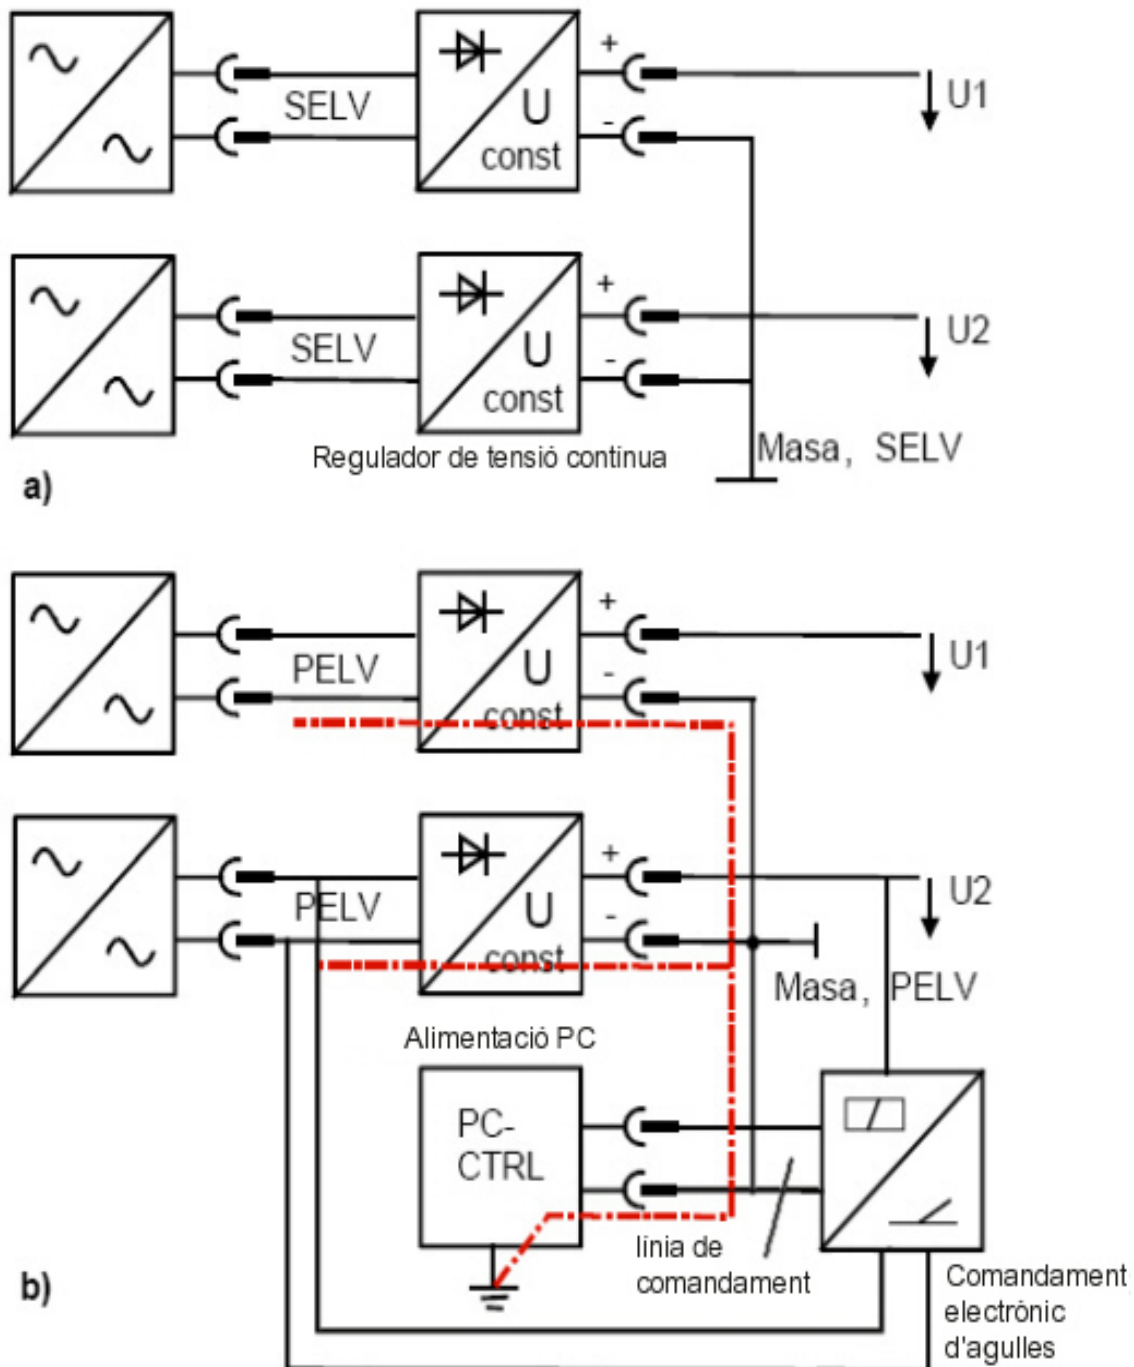 +
SELV
U
const
-
U1
+
SELV
U
const
-
U2
Regulador de tensió continua
Masa, SELV
a)
+
PELV
U
const
-
U1
+
PELV
U
const
-
U2
Masa, PELV
Alimentació PC
PC-
CTRL
línia de
comandament
Comandament
electrònic
d'agulles
b)